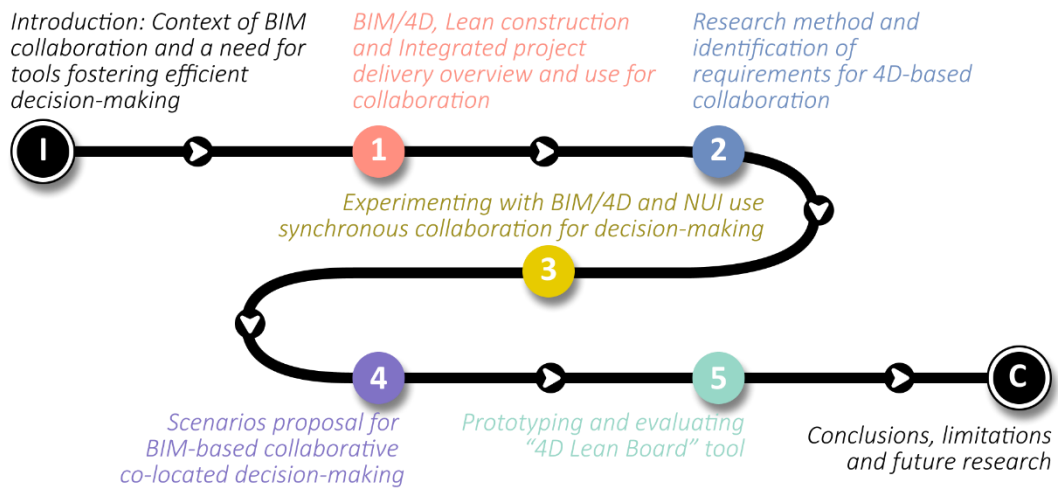 Introduction: Context of BIM
collaboration and a need for
tools fostering efficient
decision-making
BIM/4D, Lean construction
and Integrated project
delivery overview and use for
collaboration
Research method and
identification of
requirements for 4D-based
collaboration
I
1
2
Experimenting with BIM/4D and NUI use
synchronous collaboration for decision-making
3
4
5
C
Scenarios proposal for
BIM-based collaborative
co-located decision-making
Prototyping and evaluating
“4D Lean Board” tool
Conclusions, limitations
and future research